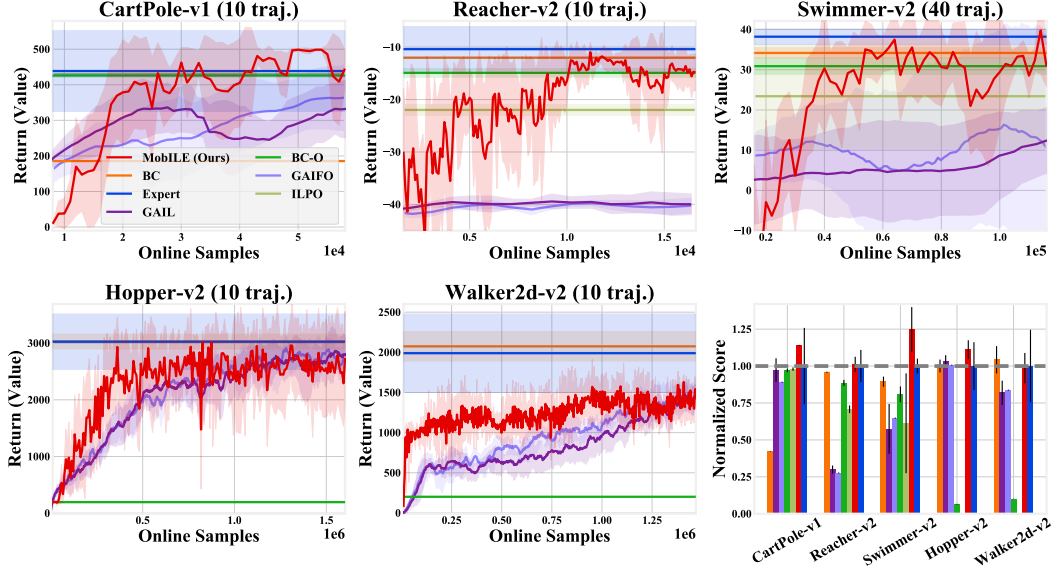 CartPole-v1 (10 traj.)
Return (Value)
500
400
300
200
100
0
1
2
3
4
5
1e4
Online Samples
MobILE (Ours)
BC
Expert
GAIL
BC-O
GAIFO
ILPO
Reacher-v2 (10 traj.)
Return (Value)
−10
−20
−30
−40
0.5
1.0
1.5
1e4
Online Samples
Swimmer-v2 (40 traj.)
Return (Value)
40
30
20
10
0
−10
0.2
0.4
0.6
0.8
1.0
1e5
Online Samples
Hopper-v2 (10 traj.)
Return (Value)
3000
2000
1000
0
0.5
1.0
1.5
1e6
Online Samples
Walker2d-v2 (10 traj.)
Return (Value)
2500
2000
1500
1000
500
0
0.25
0.50
0.75
1.00
1.25
1e6
Online Samples
Normalized Score
1.25
1.00
0.75
0.50
0.25
0.00
CartPole-v1
Reacher-v2
Swimmer-v2
Hopper-v2
Walker2d-v2